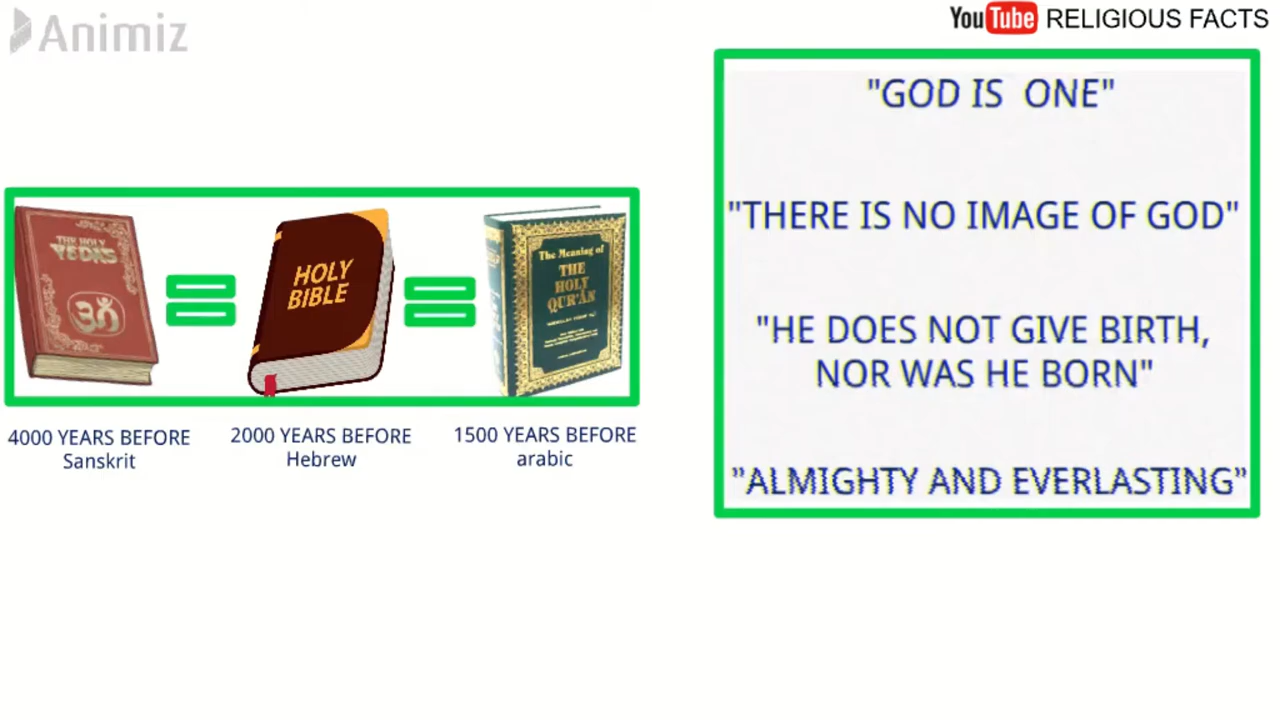 Animiz
YouTube RELIGIOUS FACTS
"GOD IS ONE"
"THERE IS NO IMAGE OF GOD"
"HE DOES NOT GIVE BIRTH,
NOR WAS HE BORN"
"ALMIGHTY AND EVERLASTING"
THE HOLY
VEDAS
ॐ
HOLY
BIBLE
The Meaning of
THE
HOLY
QUR'ĀN
4000 YEARS BEFORE
Sanskrit
2000 YEARS BEFORE
Hebrew
1500 YEARS BEFORE
arabic